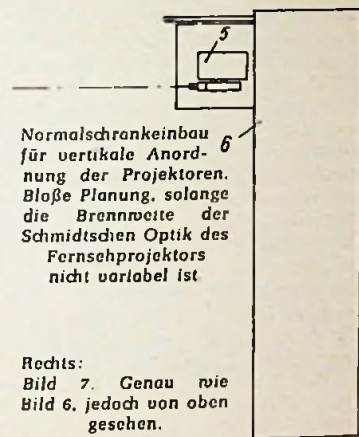 5
6
Normalschrankeinbau
für vertikale Anord-
nung der Projektoren.
Bloße Planung, solange
die Brennweite der
Schmidtschen Optik des
Fernsehprojektors
nicht variabel ist
Rechts:
Bild 7. Genau wie
Bild 6, jedoch von oben
gesehen.